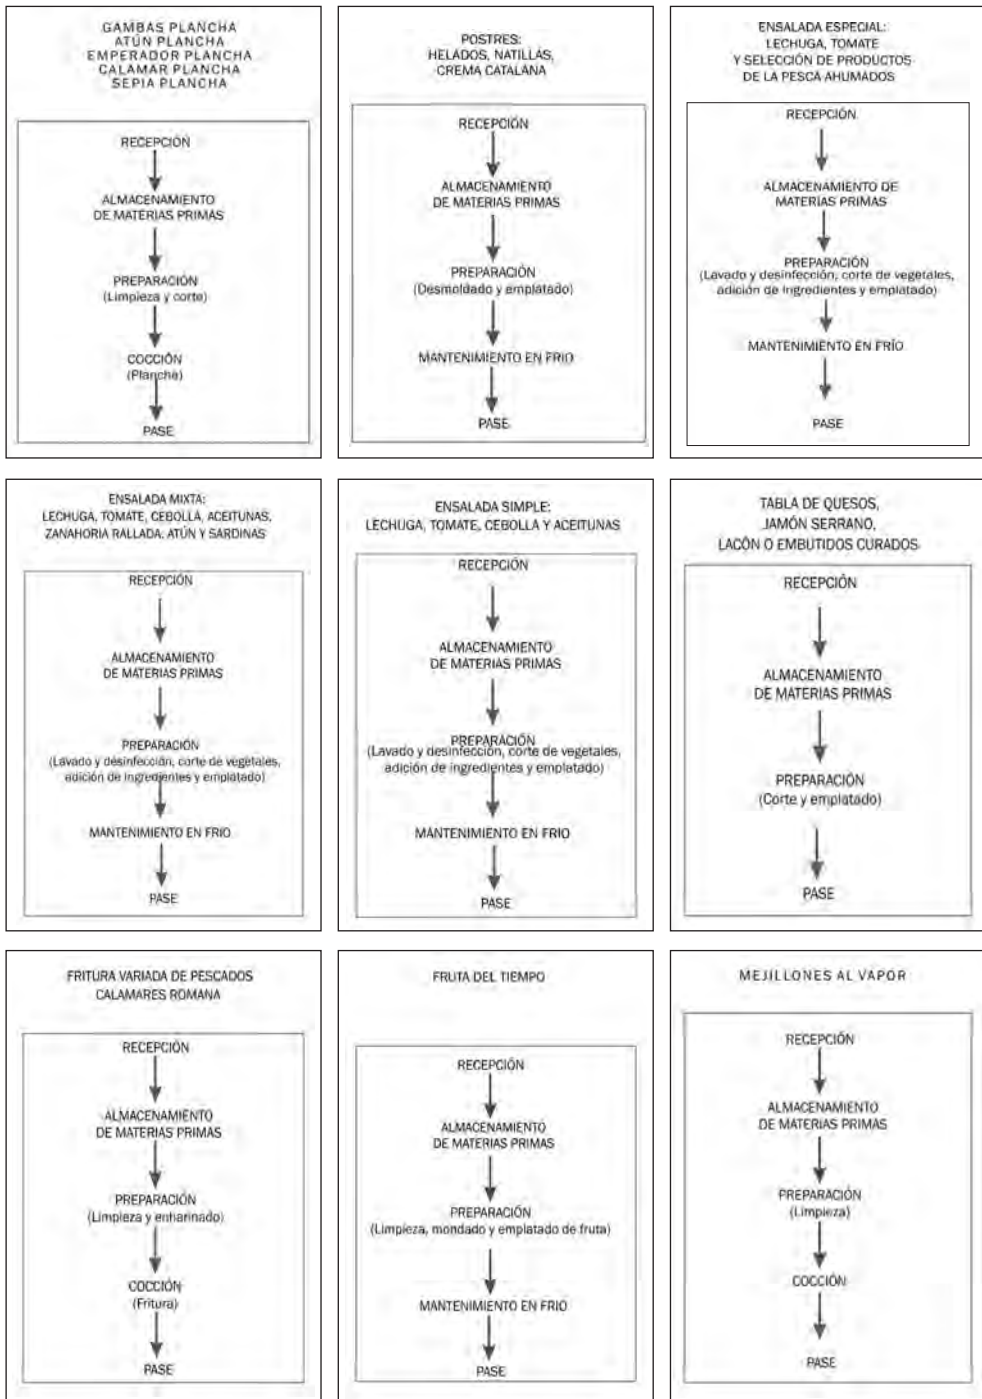 GAMBAS PLANCHA
ATÚN PLANCHA
EMPERADOR PLANCHA
CALAMAR PLANCHA
SEPIA PLANCHA
RECEPCIÓN
ALMACENAMIENTO
DE MATERIAS PRIMAS
PREPARACIÓN
(Limpieza y corte)
COCCIÓN
(Plancha)
PASE
POSTRES:
HELADOS, NATILLAS,
CREMA CATALANA
RECEPCIÓN
ALMACENAMIENTO
DE MATERIAS PRIMAS
PREPARACIÓN
(Desmoldado y emplatado)
MANTENIMIENTO EN FRIO
PASE
ENSALADA ESPECIAL:
LECHUGA, TOMATE
Y SELECCIÓN DE PRODUCTOS
DE LA PESCA AHUMADOS
RECEPCIÓN
ALMACENAMIENTO DE
MATERÍAS PRIMAS
PREPARACIÓN
(Lavado y desinfección, corte de vegetales,
adición de ingredientes y emplatado)
MANTENIMIENTO EN FRÍO
PASE
ENSALADA MIXTA:
LECHUGA, TOMATE, CEBOLLA, ACEITUNAS,
ZANAHORIA RALLADA, ATÚN Y SARDINAS
RECEPCIÓN
ALMACENAMIENTO
DE MATERIAS PRIMAS
PREPARACIÓN
(Lavado y desinfección, corte de vegetales,
adición de ingredientes y emplatado)
MANTENIMIENTO EN FRIO
PASE
ENSALADA SIMPLE:
LECHUGA, TOMATE, CEBOLLA Y ACEITUNAS
RECEPCIÓN
ALMACENAMIENTO
DE MATERIAS PRIMAS
PREPARACIÓN
(Lavado y desinfección, corte de vegetales,
adición de ingredientes y emplatado)
MANTENIMIENTO EN FRIO
PASE
TABLA DE QUESOS,
JAMÓN SERRANO,
LACÓN O EMBUTIDOS CURADOS
RECEPCIÓN
ALMACENAMIENTO
DE MATERIAS PRIMAS
PREPARACIÓN
(Corte y emplatado)
PASE
FRITURA VARIADA DE PESCADOS
CALAMARES ROMANA
RECEPCIÓN
ALMACENAMIENTO
DE MATERIAS PRIMAS
PREPARACIÓN
(Limpieza y enharinado)
COCCIÓN
(Fritura)
PASE
FRUTA DEL TIEMPO
RECEPCIÓN
ALMACENAMIENTO
DE MATERIAS PRIMAS
PREPARACIÓN
(Limpieza, mondado y emplatado de fruta)
MANTENIMIENTO EN FRIO
PASE
MEJILLONES AL VAPOR
RECEPCIÓN
ALMACENAMIENTO
DE MATERIAS PRIMAS
PREPARACIÓN
(Limpieza)
COCCIÓN
PASE